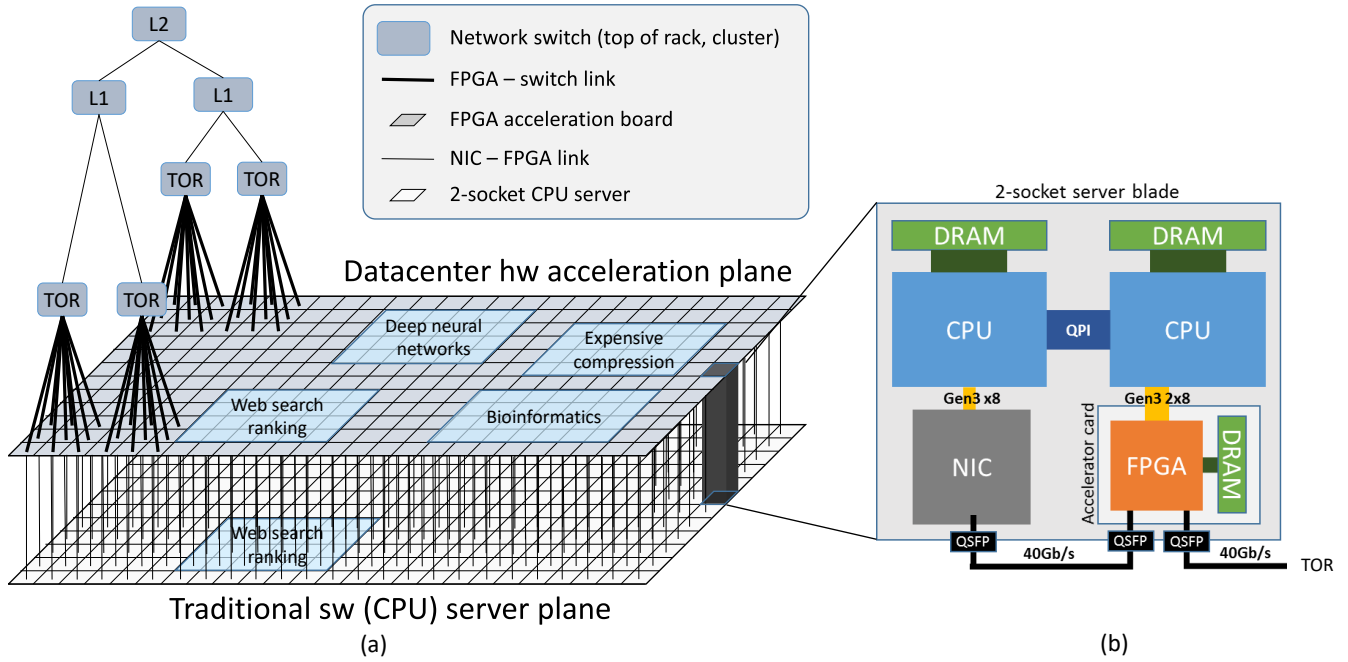 L2
L1
L1
TOR
TOR
TOR
TOR
Network switch (top of rack, cluster)
FPGA – switch link
FPGA acceleration board
NIC – FPGA link
2-socket CPU server
Datacenter hw acceleration plane
Deep neural
networks
Expensive
compression
Web search
ranking
Bioinformatics
Web search
ranking
Traditional sw (CPU) server plane
(a)
2-socket server blade
DRAM
DRAM
CPU
QPI
CPU
Gen3 x8
Gen3 2x8
NIC
Accelerator card
FPGA
DRAM
QSFP
QSFP
QSFP
40Gb/s
40Gb/s
TOR
(b)